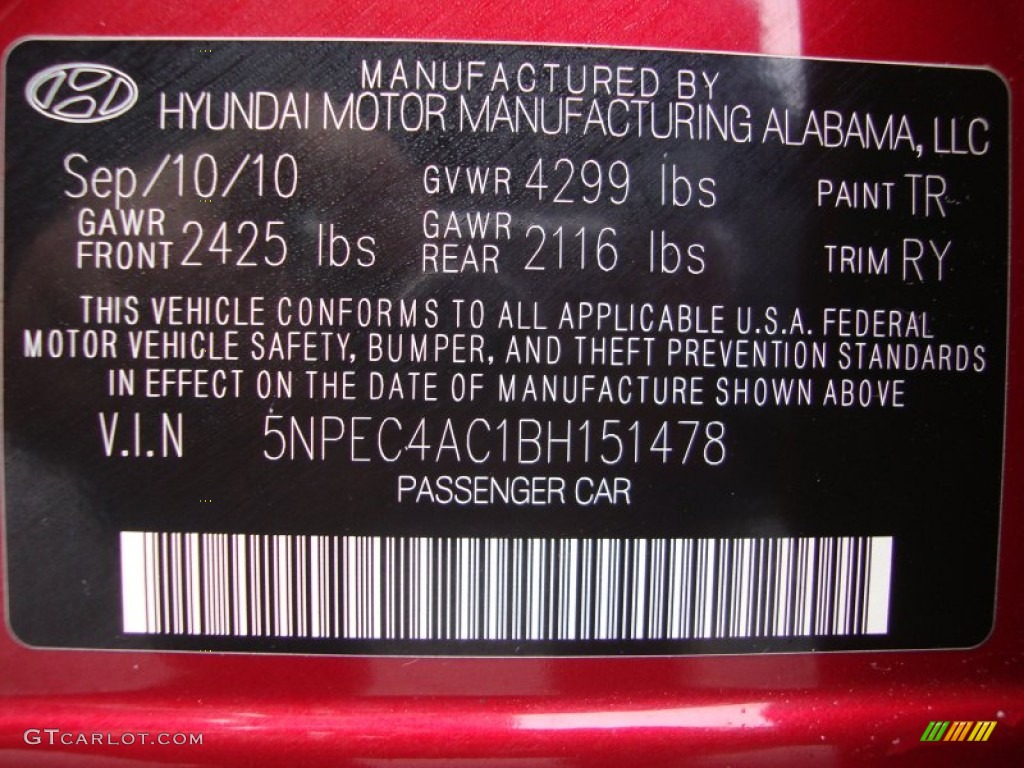 MANUFACTURED BY
HYUNDAI MOTOR MANUFACTURING ALABAMA, LLC
Sep/10/10 GVWR 4299 lbs PAINT TR
GAWR FRONT 2425 lbs GAWR REAR 2116 lbs TRIM RY
THIS VEHICLE CONFORMS TO ALL APPLICABLE U.S.A. FEDERAL
MOTOR VEHICLE SAFETY, BUMPER, AND THEFT PREVENTION STANDARDS
IN EFFECT ON THE DATE OF MANUFACTURE SHOWN ABOVE
V.I.N 5NPEC4AC1BH151478
PASSENGER CAR
GTCARLOT.COM